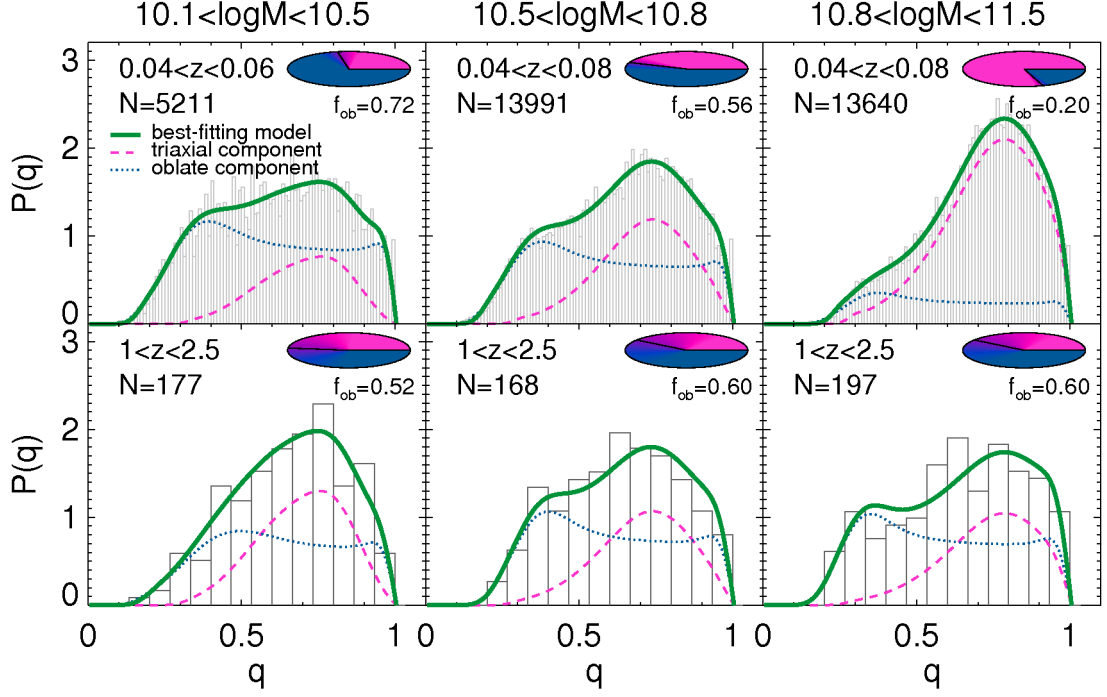 10.1<logM<10.5
10.5<logM<10.8
10.8<logM<11.5
3
2
1
0
P(q)
0.04<z<0.06
N=5211
f_ob=0.72
best-fitting model
triaxial component
oblate component
0.04<z<0.08
N=13991
f_ob=0.56
0.04<z<0.08
N=13640
f_ob=0.20
3
2
1
0
P(q)
1<z<2.5
N=177
f_ob=0.52
1<z<2.5
N=168
f_ob=0.60
1<z<2.5
N=197
f_ob=0.60
0
0.5
1
0
0.5
1
0
0.5
1
q
q
q